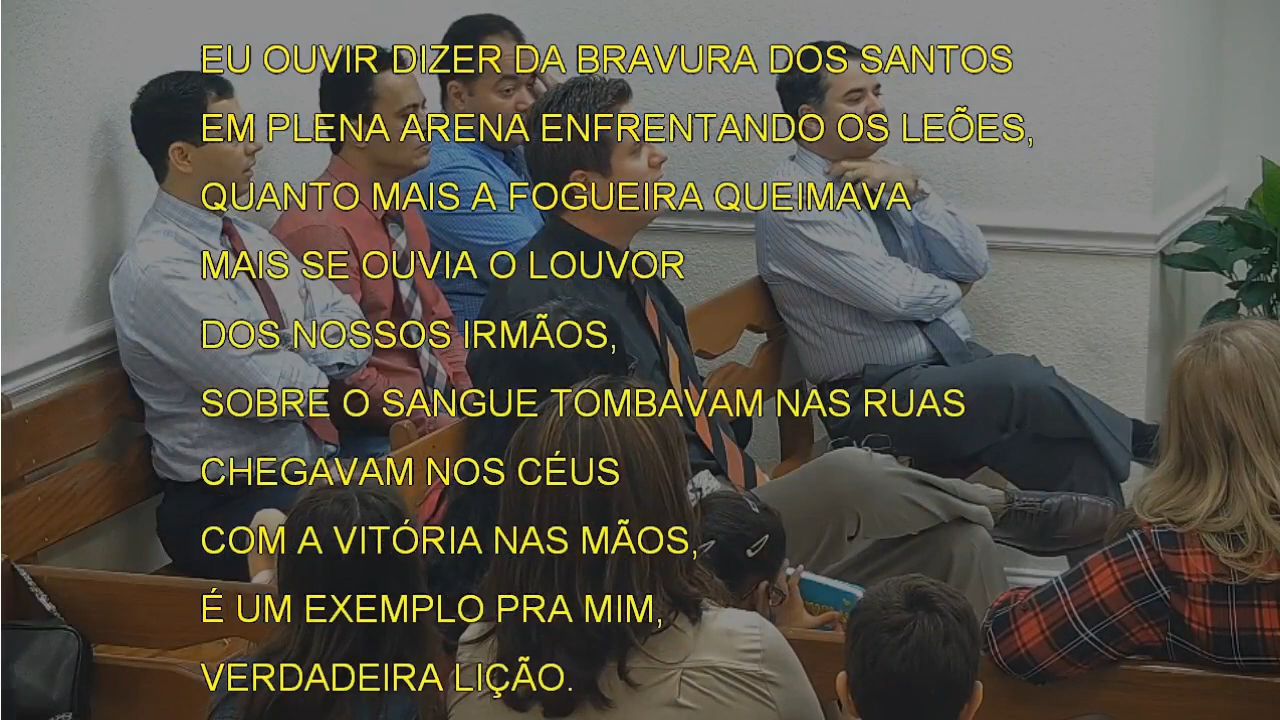 EU OUVIR DIZER DA BRAVURA DOS SANTOS
EM PLENA ARENA ENFRENTANDO OS LEÕES,
QUANTO MAIS A FOGUEIRA QUEIMAVA
MAIS SE OUVIA O LOUVOR
DOS NOSSOS IRMÃOS,
SOBRE O SANGUE TOMBAVAM NAS RUAS
CHEGAVAM NOS CÉUS
COM A VITÓRIA NAS MÃOS,
É UM EXEMPLO PRA MIM,
VERDADEIRA LIÇÃO.